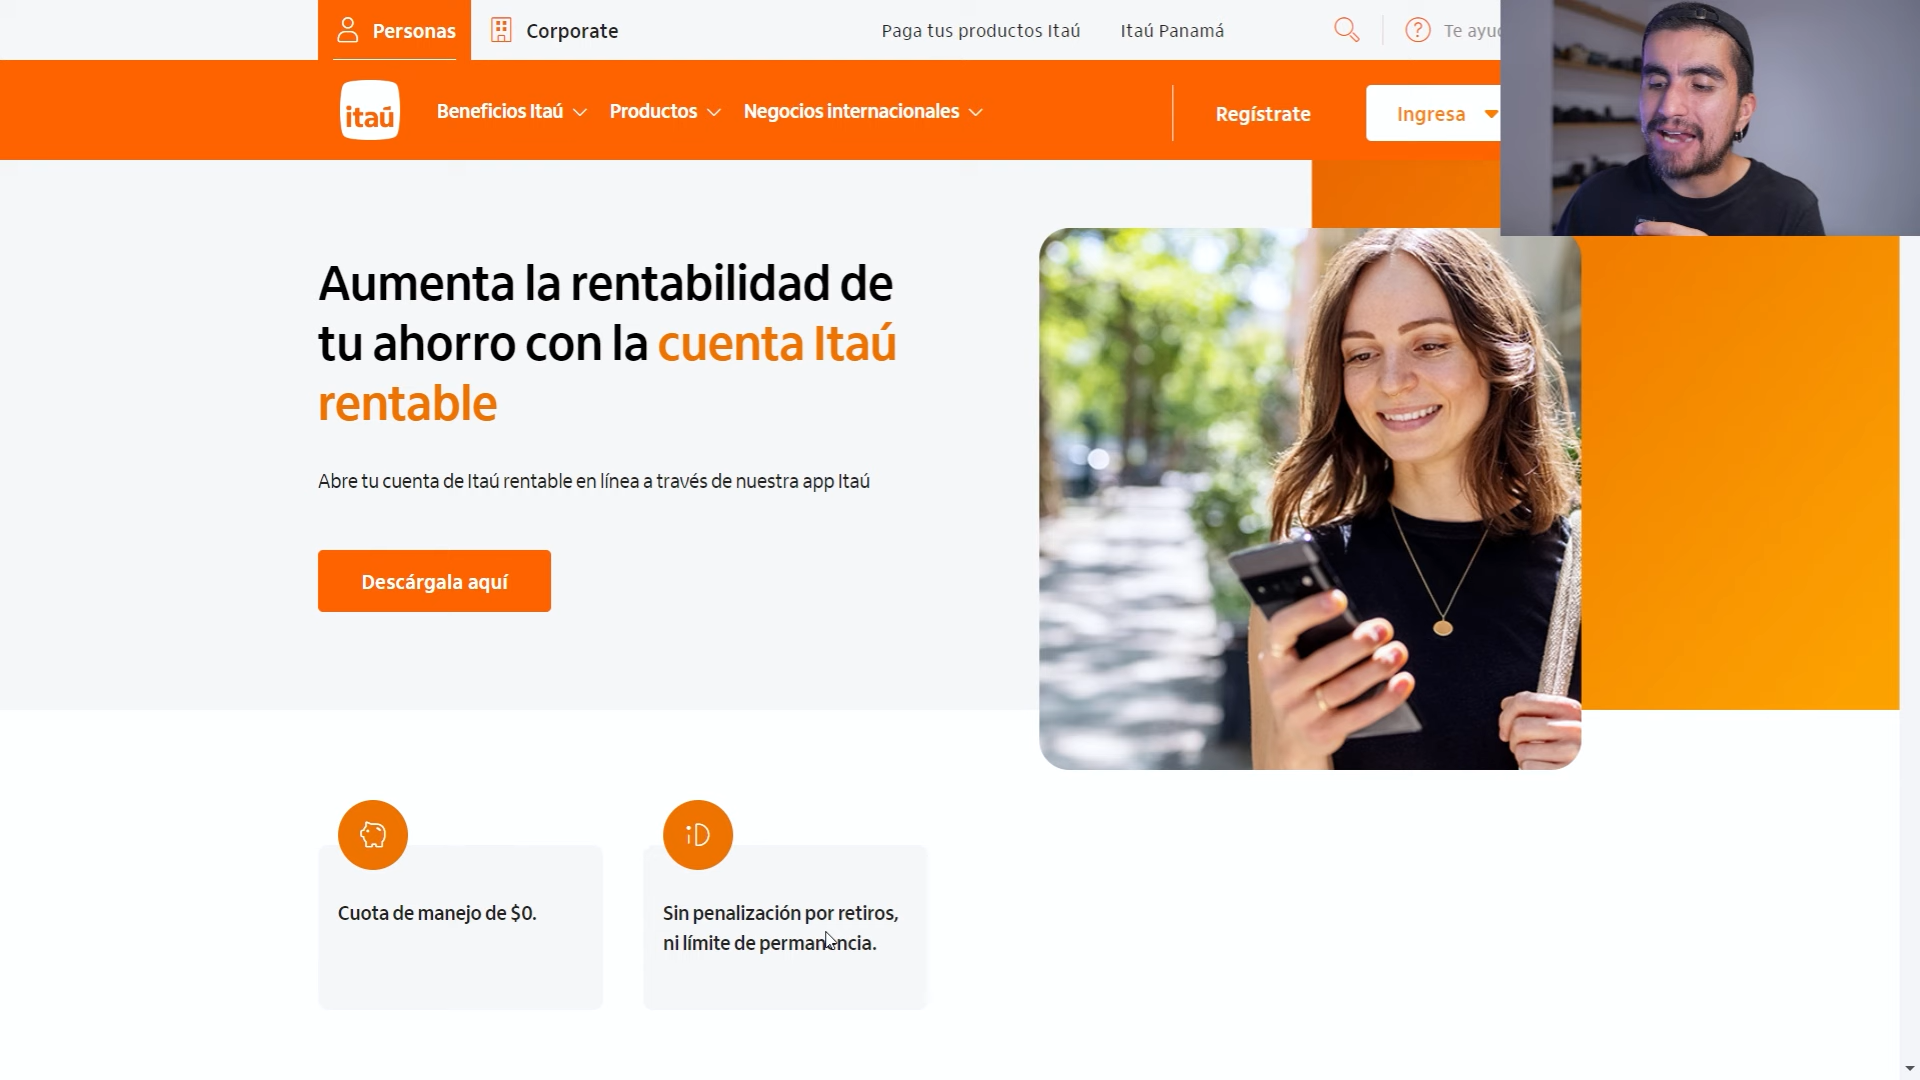 Personas
Corporate
Paga tus productos Itaú
Itaú Panamá
Te
itaú
Beneficios Itaú
Productos
Negocios internacionales
Regístrate
Ingresa
Aumenta la rentabilidad de
tu ahorro con la cuenta Itaú
rentable
Abre tu cuenta de Itaú rentable en línea a través de nuestra app Itaú
Descárgala aquí
Cuota de manejo de $0.
iD
Sin penalización por retiros,
ni límite de permanencia.